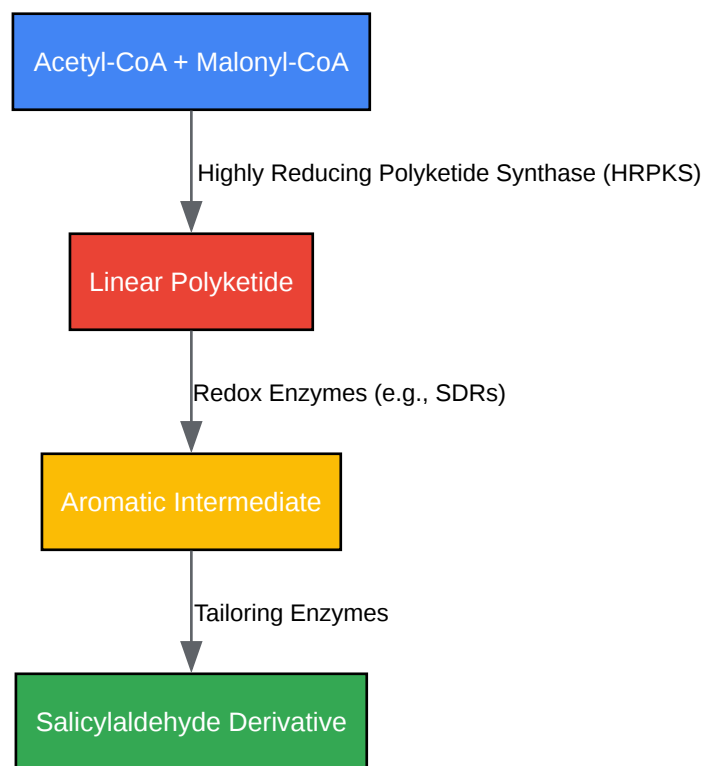 Acetyl-CoA + Malonyl-CoA
Highly Reducing Polyketide Synthase (HRPKS)
Linear Polyketide
Redox Enzymes (e.g., SDRs)
Aromatic Intermediate
Tailoring Enzymes
Salicylaldehyde Derivative